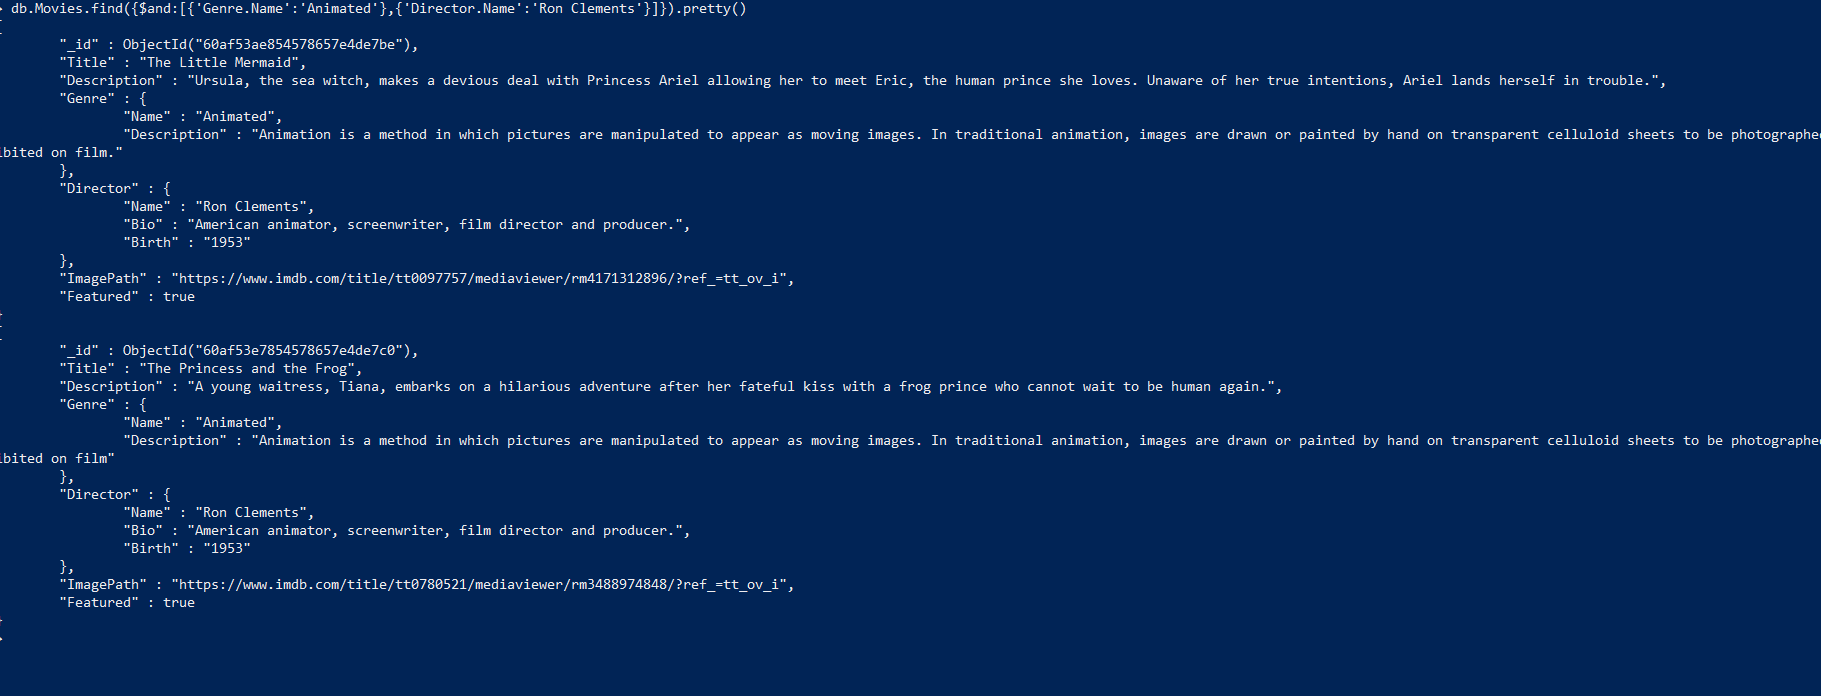 > db.Movies.find({$and:[{'Genre.Name':'Animated'},{'Director.Name':'Ron Clements'}]}).pretty()
{
"_id" : ObjectId("60af53ae854578657e4de7be"),
"Title" : "The Little Mermaid",
"Description" : "Ursula, the sea witch, makes a devious deal with Princess Ariel allowing her to meet Eric, the human prince she loves. Unaware of her true intentions, Ariel lands herself in trouble.",
"Genre" : {
"Name" : "Animated",
"Description" : "Animation is a method in which pictures are manipulated to appear as moving images. In traditional animation, images are drawn or painted by hand on transparent celluloid sheets to be photographe
ibited on film."
},
"Director" : {
"Name" : "Ron Clements",
"Bio" : "American animator, screenwriter, film director and producer.",
"Birth" : "1953"
},
"ImagePath" : "https://www.imdb.com/title/tt0097757/mediaviewer/rm4171312896/?ref_=tt_ov_i",
"Featured" : true
}
{
"_id" : ObjectId("60af53e7854578657e4de7c0"),
"Title" : "The Princess and the Frog",
"Description" : "A young waitress, Tiana, embarks on a hilarious adventure after her fateful kiss with a frog prince who cannot wait to be human again.",
"Genre" : {
"Name" : "Animated",
"Description" : "Animation is a method in which pictures are manipulated to appear as moving images. In traditional animation, images are drawn or painted by hand on transparent celluloid sheets to be photographe
ibited on film"
},
"Director" : {
"Name" : "Ron Clements",
"Bio" : "American animator, screenwriter, film director and producer.",
"Birth" : "1953"
},
"ImagePath" : "https://www.imdb.com/title/tt0780521/mediaviewer/rm3488974848/?ref_=tt_ov_i",
"Featured" : true
}
>